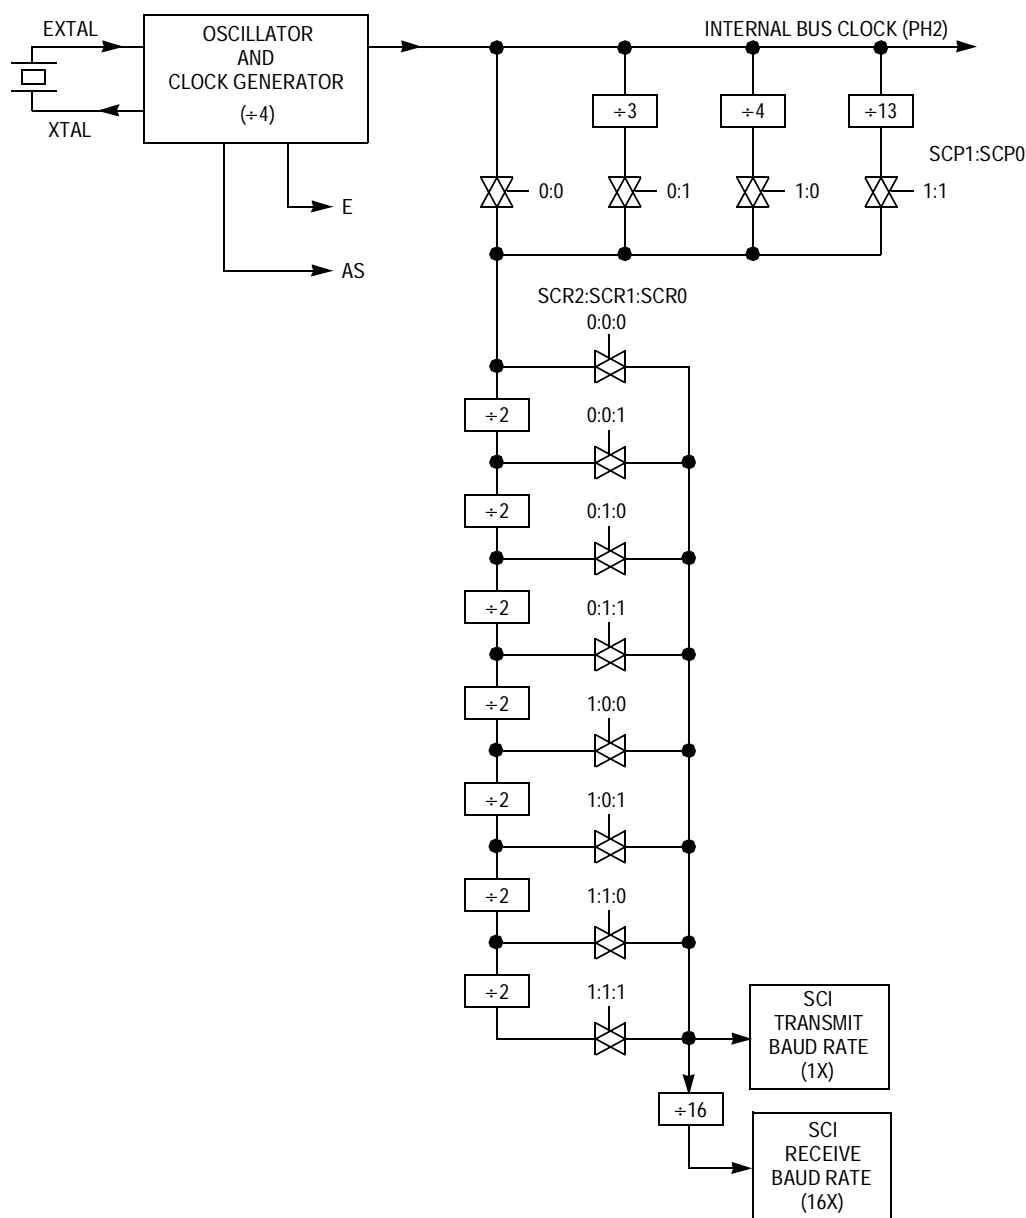 EXTAL
XTAL
OSCILLATOR
AND
CLOCK GENERATOR
(÷4)
INTERNAL BUS CLOCK (PH2)
÷3
÷4
÷13
SCP1:SCP0
0:0
0:1
1:0
1:1
E
AS
SCR2:SCR1:SCR0
0:0:0
÷2
0:0:1
÷2
0:1:0
÷2
0:1:1
÷2
1:0:0
÷2
1:0:1
÷2
1:1:0
÷2
1:1:1
SCI
TRANSMIT
BAUD RATE
(1X)
÷16
SCI
RECEIVE
BAUD RATE
(16X)